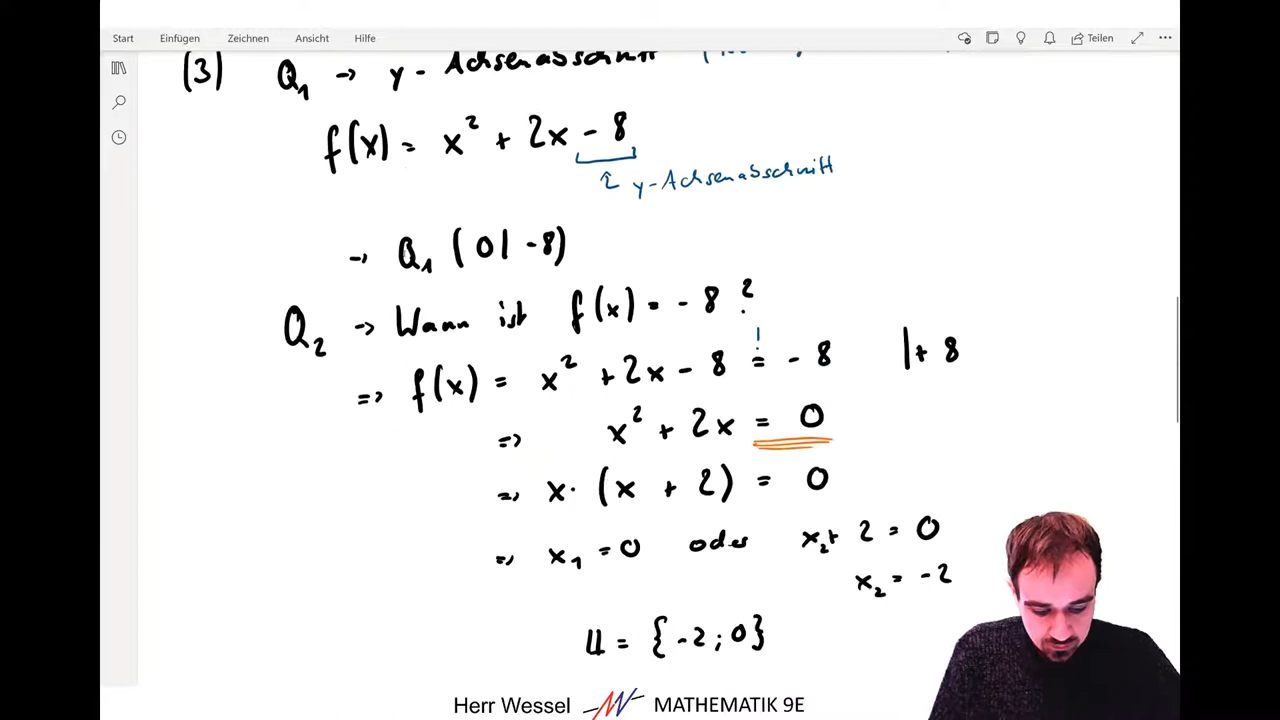 Start Einfügen Zeichnen Ansicht Hilfe Teilen
(3) Q₁ → y-Achsenabschnitt
f(x) = x² + 2x - 8
↑ y-Achsenabschnitt
→ Q₁ (0 | -8)
Q₂ → Wann ist f(x) = -8 ?
!
=> f(x) = x² + 2x - 8 = -8 |+ 8
=> x² + 2x = 0
=> x · (x + 2) = 0
=> x₁ = 0 oder x₂ + 2 = 0
x₂ = -2
𝕃 = {-2; 0}
Herr Wessel MATHEMATIK 9E